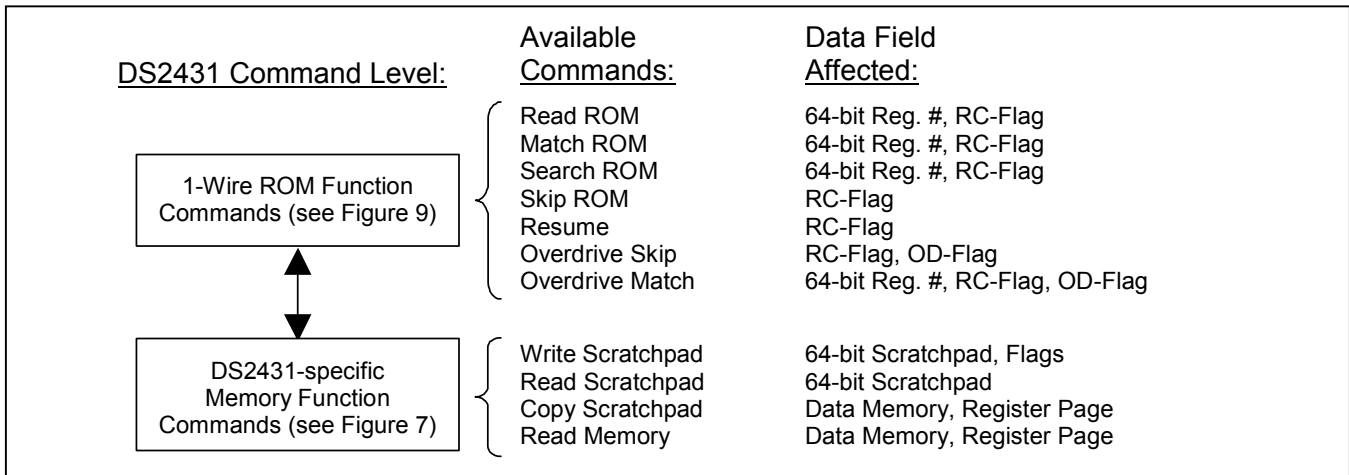 DS2431 Command Level:
Available
Commands:
Data Field
Affected:
1-Wire ROM Function
Commands (see Figure 9)
Read ROM 64-bit Reg. #, RC-Flag
Match ROM 64-bit Reg. #, RC-Flag
Search ROM 64-bit Reg. #, RC-Flag
Skip ROM RC-Flag
Resume RC-Flag
Overdrive Skip RC-Flag, OD-Flag
Overdrive Match 64-bit Reg. #, RC-Flag, OD-Flag
DS2431-specific
Memory Function
Commands (see Figure 7)
Write Scratchpad 64-bit Scratchpad, Flags
Read Scratchpad 64-bit Scratchpad
Copy Scratchpad Data Memory, Register Page
Read Memory Data Memory, Register Page